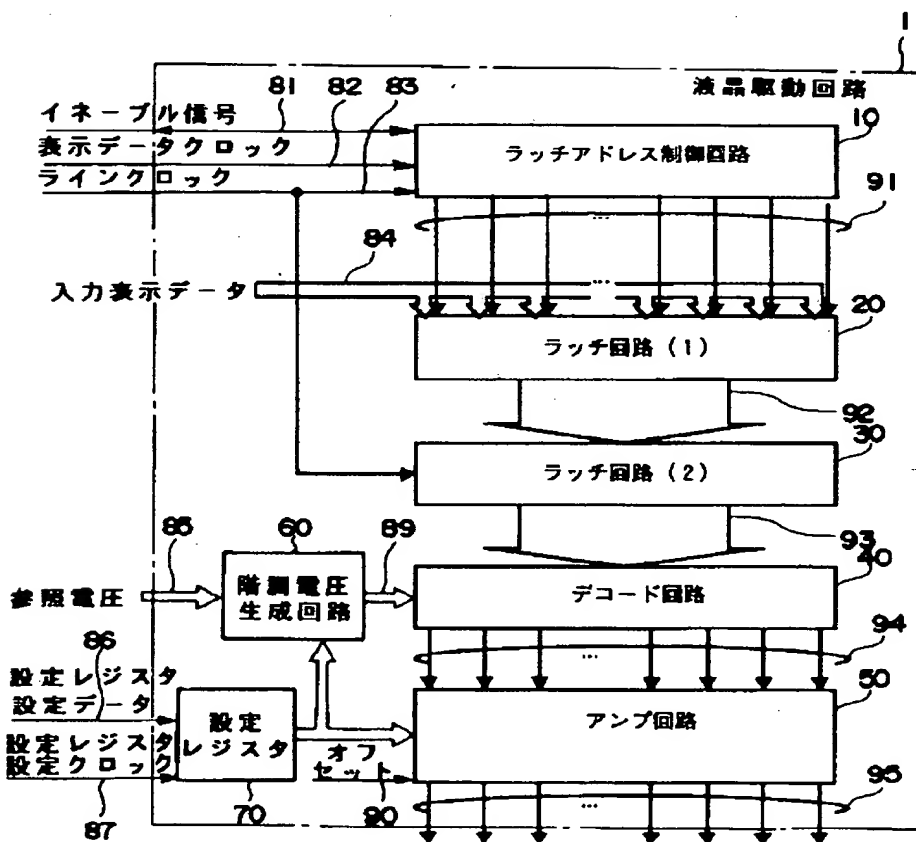 1
液晶駆動回路
81
82
83
イネーブル信号
表示データクロック
ラインクロック
10
ラッチアドレス制御回路
91
...
84
入力表示データ
...
20
ラッチ回路(1)
92
30
ラッチ回路(2)
93
85
60
89
40
参照電圧
階調電圧
生成回路
デコード回路
94
...
86
設定レジスタ
設定データ
50
設定
レジスタ
アンプ回路
設定レジスタ
設定クロック
オフ
セット
87
70
90
95
...